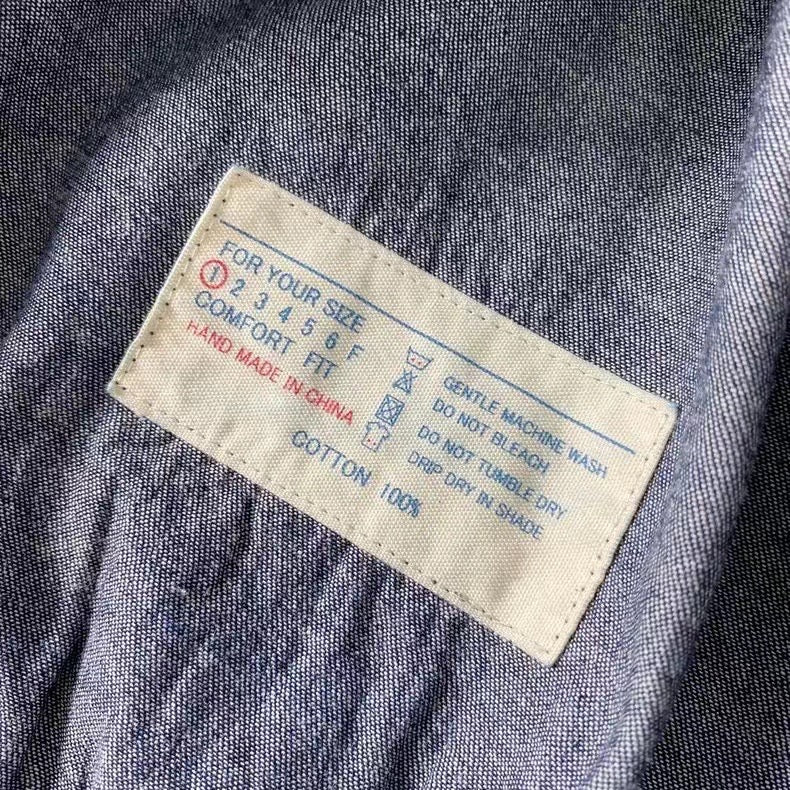 FOR YOUR SIZE
1 2 3 4 5 6 F
COMFORT FIT
HAND MADE IN CHINA
GENTLE MACHINE WASH
DO NOT BLEACH
DO NOT TUMBLE DRY
DRIP DRY IN SHADE
COTTON 100%